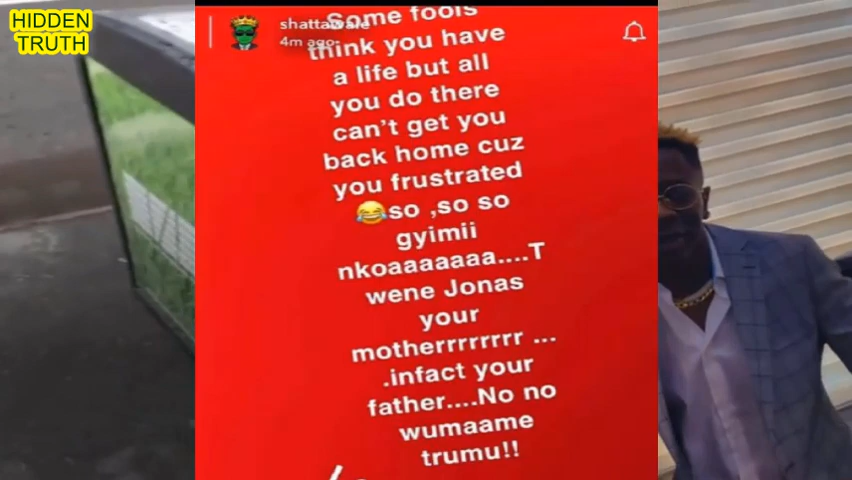 HIDDEN
TRUTH
shattawale
4m ago
Some fools
think you have
a life but all
you do there
can't get you
back home cuz
you frustrated
😂so ,so so
gyimii
nkoaaaaaaa....T
wene Jonas
your
motherrrrrrrr ...
.infact your
father....No no
wumaame
trumu!!